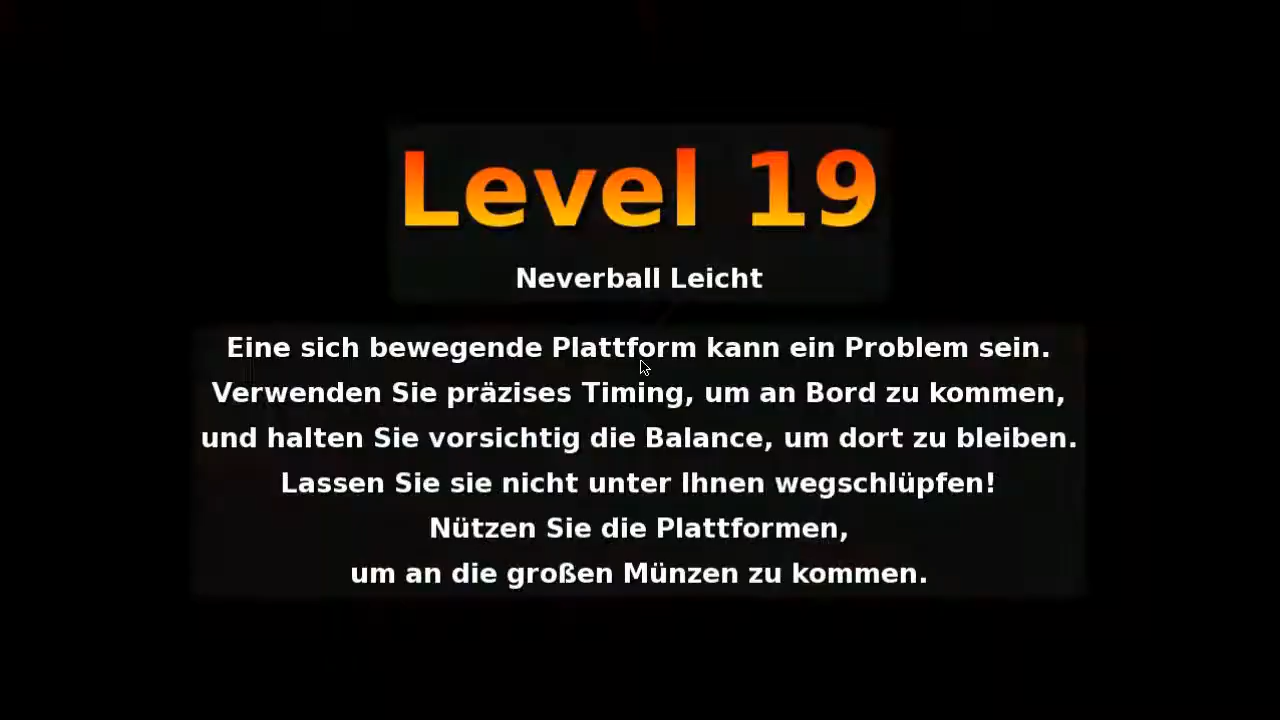 Level 19
Neverball Leicht
Eine sich bewegende Plattform kann ein Problem sein.
Verwenden Sie präzises Timing, um an Bord zu kommen,
und halten Sie vorsichtig die Balance, um dort zu bleiben.
Lassen Sie sie nicht unter Ihnen wegschlüpfen!
Nützen Sie die Plattformen,
um an die großen Münzen zu kommen.